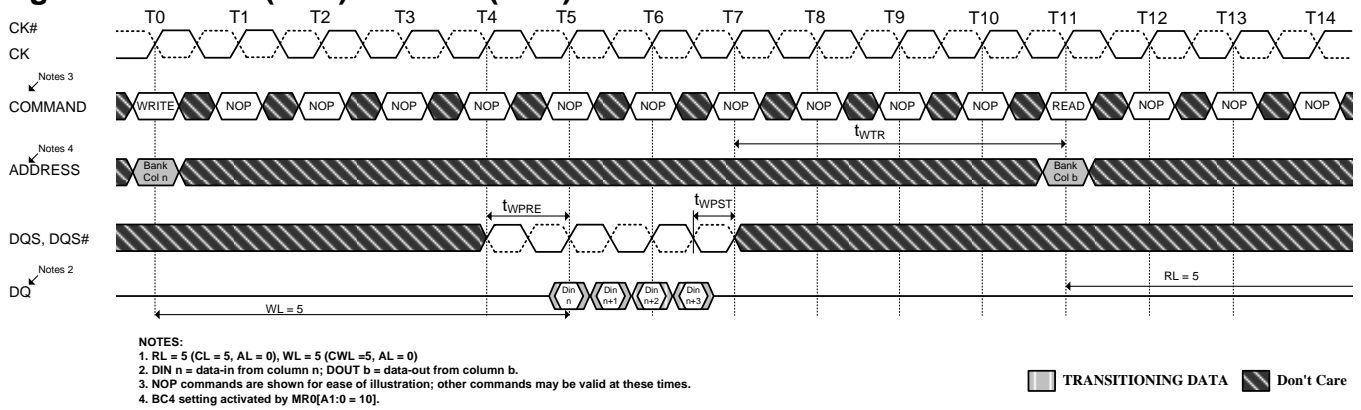 T0 T1 T2 T3 T4 T5 T6 T7 T8 T9 T10 T11 T12 T13 T14
CK#
CK
Notes 3
COMMAND WRITE NOP NOP NOP NOP NOP NOP NOP NOP NOP NOP READ NOP NOP NOP
tWTR
Notes 4
ADDRESS
Bank
Col n
Bank
Col b
tWPRE tWPST
DQS, DQS#
Notes 2
DQ
Din
n
Din
n+1
Din
n+2
Din
n+3
RL = 5
WL = 5
NOTES:
1. RL = 5 (CL = 5, AL = 0), WL = 5 (CWL =5, AL = 0)
2. DIN n = data-in from column n; DOUT b = data-out from column b.
3. NOP commands are shown for ease of illustration; other commands may be valid at these times.
4. BC4 setting activated by MR0[A1:0 = 10].
TRANSITIONING DATA Don't Care